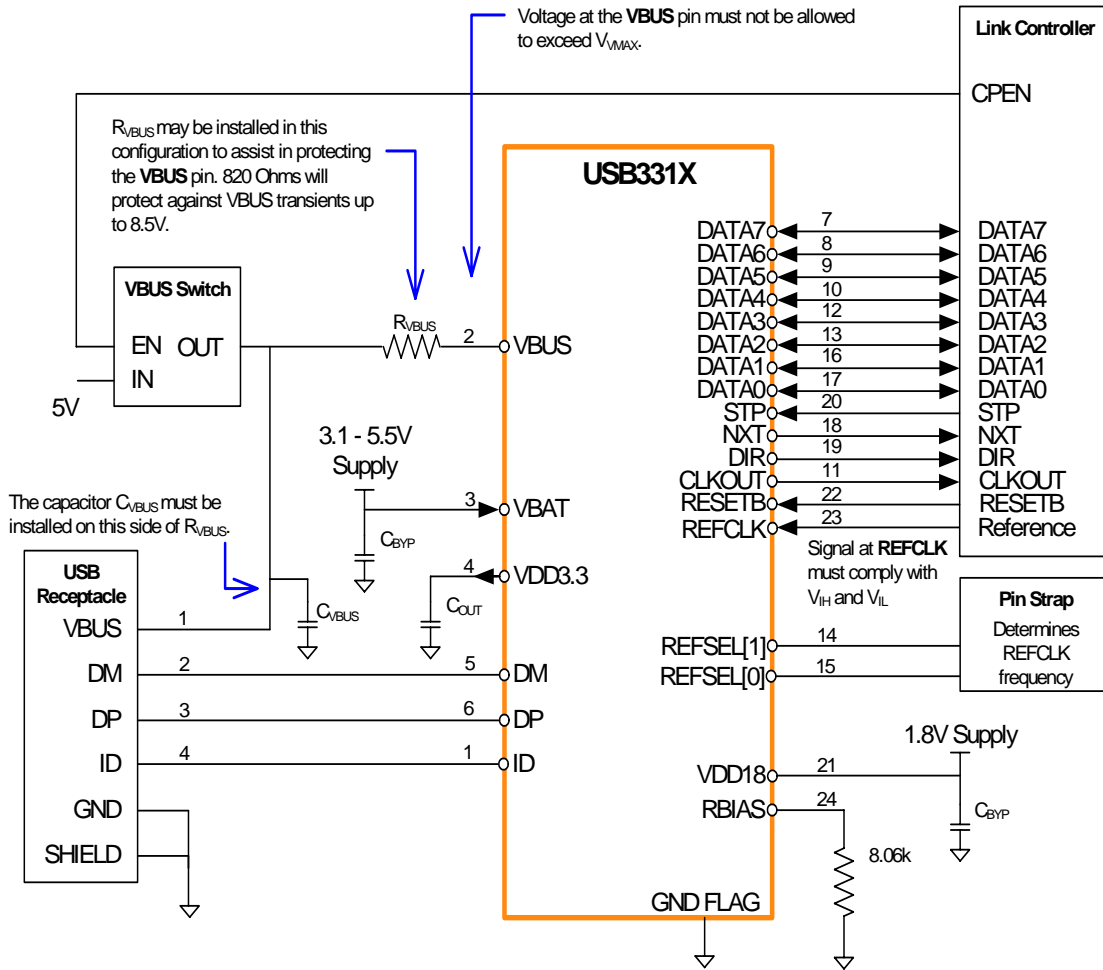 Voltage at the VBUS pin must not be allowed
to exceed VVMAX.
Link Controller
CPEN
RVBUS may be installed in this
configuration to assist in protecting
the VBUS pin. 820 Ohms will
protect against VBUS transients up
to 8.5V.
USB331X
VBUS Switch
EN OUT
IN
5V
RVBUS
2
VBUS
DATA7 7 DATA7
DATA6 8 DATA6
DATA5 9 DATA5
DATA4 10 DATA4
DATA3 12 DATA3
DATA2 13 DATA2
DATA1 16 DATA1
DATA0 17 DATA0
STP 20 STP
NXT 18 NXT
DIR 19 DIR
CLKOUT 11 CLKOUT
RESETB 22 RESETB
REFCLK 23 Reference
3.1 - 5.5V
Supply
3
VBAT
CBYP
4
VDD3.3
COUT
The capacitor CVBUS must be
installed on this side of RVBUS.
CVBUS
Signal at REFCLK
must comply with
VIH and VIL
USB
Receptacle
VBUS 1
DM 2 5 DM
DP 3 6 DP
ID 4 1 ID
GND
SHIELD
REFSEL[1] 14
REFSEL[0] 15
Pin Strap
Determines
REFCLK
frequency
1.8V Supply
VDD18 21
CBYP
RBIAS 24
8.06k
GND FLAG